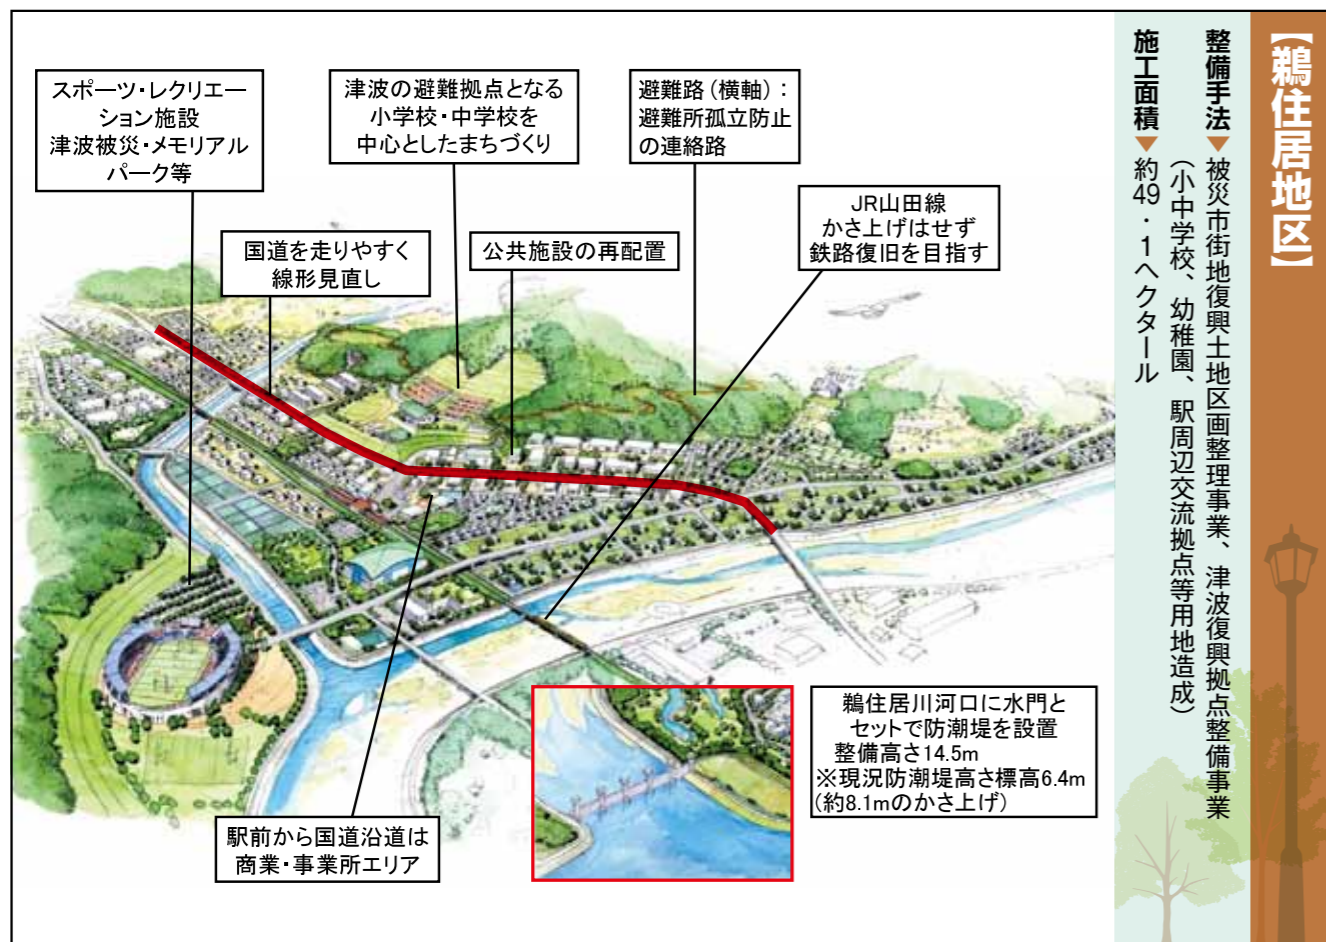 【鵜住居地区】
整備手法▼被災市街地復興土地区画整理事業、津波復興拠点整備事業
(小中学校、幼稚園、駅周辺交流拠点等用地造成)
施工面積▼約49・1ヘクタール
スポーツ・レクリエー
ション施設
津波被災・メモリアル
パーク等
津波の避難拠点となる
小学校・中学校を
中心としたまちづくり
避難路(横軸):
避難所孤立防止
の連絡路
国道を走りやすく
線形見直し
公共施設の再配置
JR山田線
かさ上げはせず
鉄路復旧を目指す
鵜住居川河口に水門と
セットで防潮堤を設置
整備高さ14.5m
※現況防潮堤高さ標高6.4m
(約8.1mのかさ上げ)
駅前から国道沿道は
商業・事業所エリア